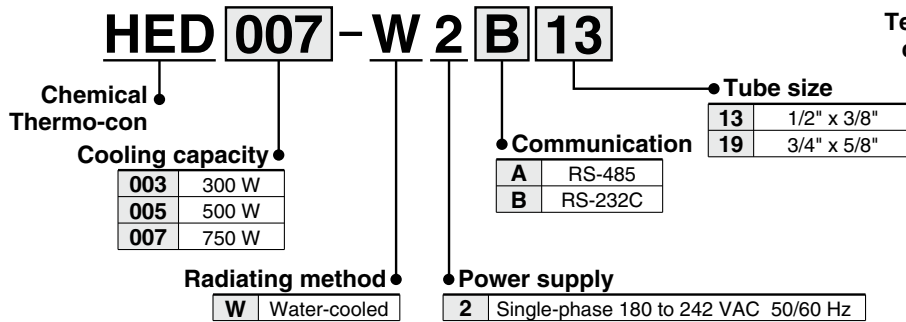 HED 007 - W 2 B 13
Te
Chemical
Thermo-con
Tube size
13 1/2" x 3/8"
19 3/4" x 5/8"
Communication
A RS-485
B RS-232C
Cooling capacity
003 300 W
005 500 W
007 750 W
Radiating method
W Water-cooled
Power supply
2 Single-phase 180 to 242 VAC 50/60 Hz